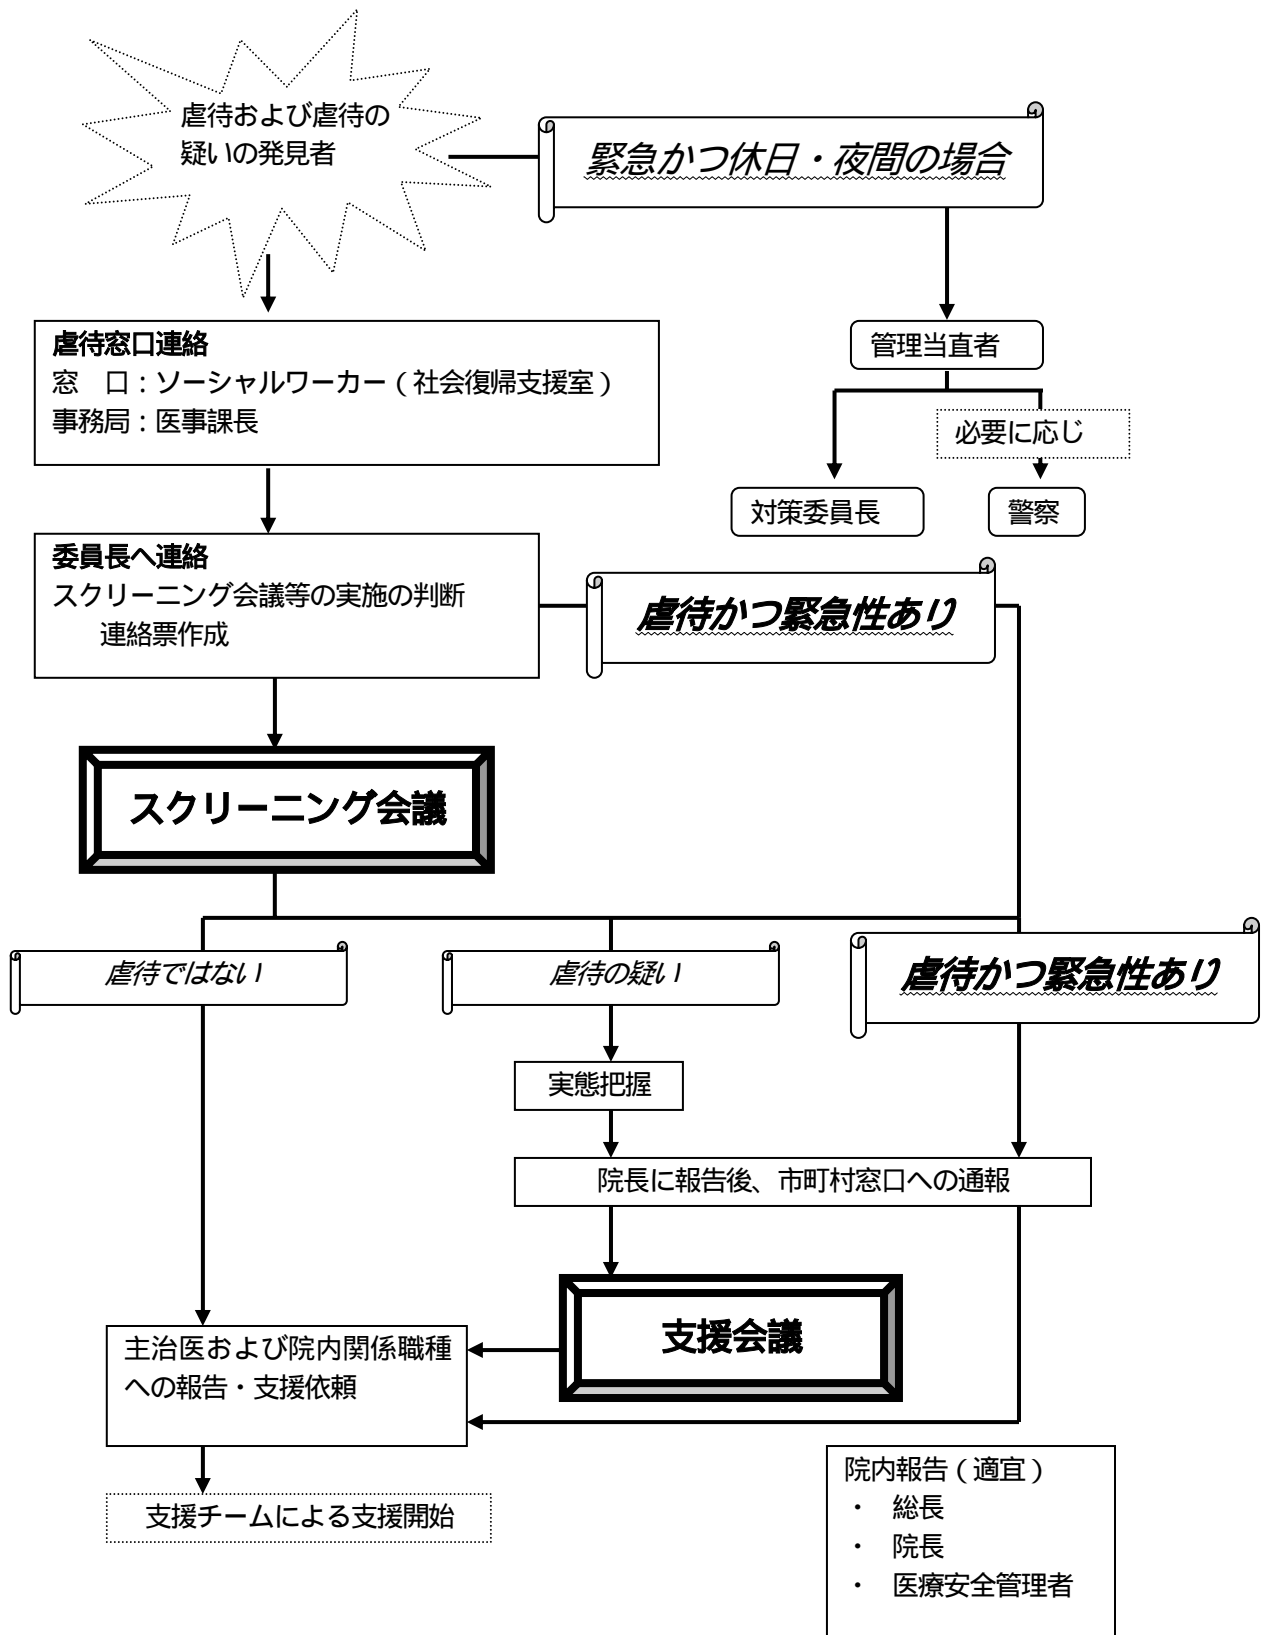 虐待および虐待の
疑いの発見者
緊急かつ休日・夜間の場合
虐待窓口連絡
窓　口：ソーシャルワーカー（社会復帰支援室）
事務局：医事課長
管理当直者
必要に応じ
対策委員長
警察
委員長へ連絡
スクリーニング会議等の実施の判断
連絡票作成
虐待かつ緊急性あり
スクリーニング会議
虐待ではない
虐待の疑い
虐待かつ緊急性あり
実態把握
院長に報告後、市町村窓口への通報
支援会議
主治医および院内関係職種
への報告・支援依頼
支援チームによる支援開始
院内報告（適宜）
・　総長
・　院長
・　医療安全管理者